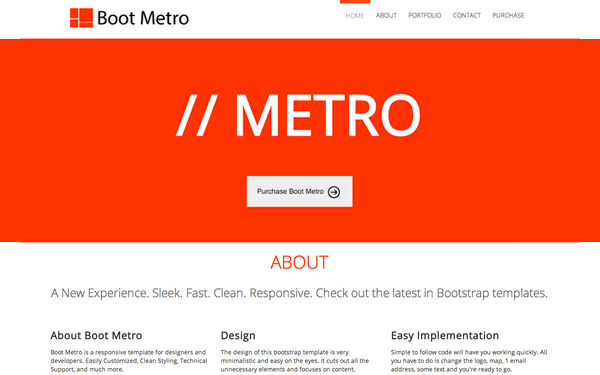 Boot Metro
HOME ABOUT PORTFOLIO CONTACT PURCHASE
// METRO
Purchase Boot Metro
ABOUT
A New Experience. Sleek. Fast. Clean. Responsive. Check out the latest in Bootstrap templates.
About Boot Metro
Boot Metro is a responsive template for designers and
developers. Easily Customized, Clean Styling, Technical
Support, and much more.
Design
The design of this bootstrap template is very
minimalistic and easy on the eyes. It cuts out all the
unnecessary elements and focuses on content.
Easy Implementation
Simple to follow code will have you working quickly. All
you have to do is change the logo, map, 1 email
address, some text and you're ready to go.